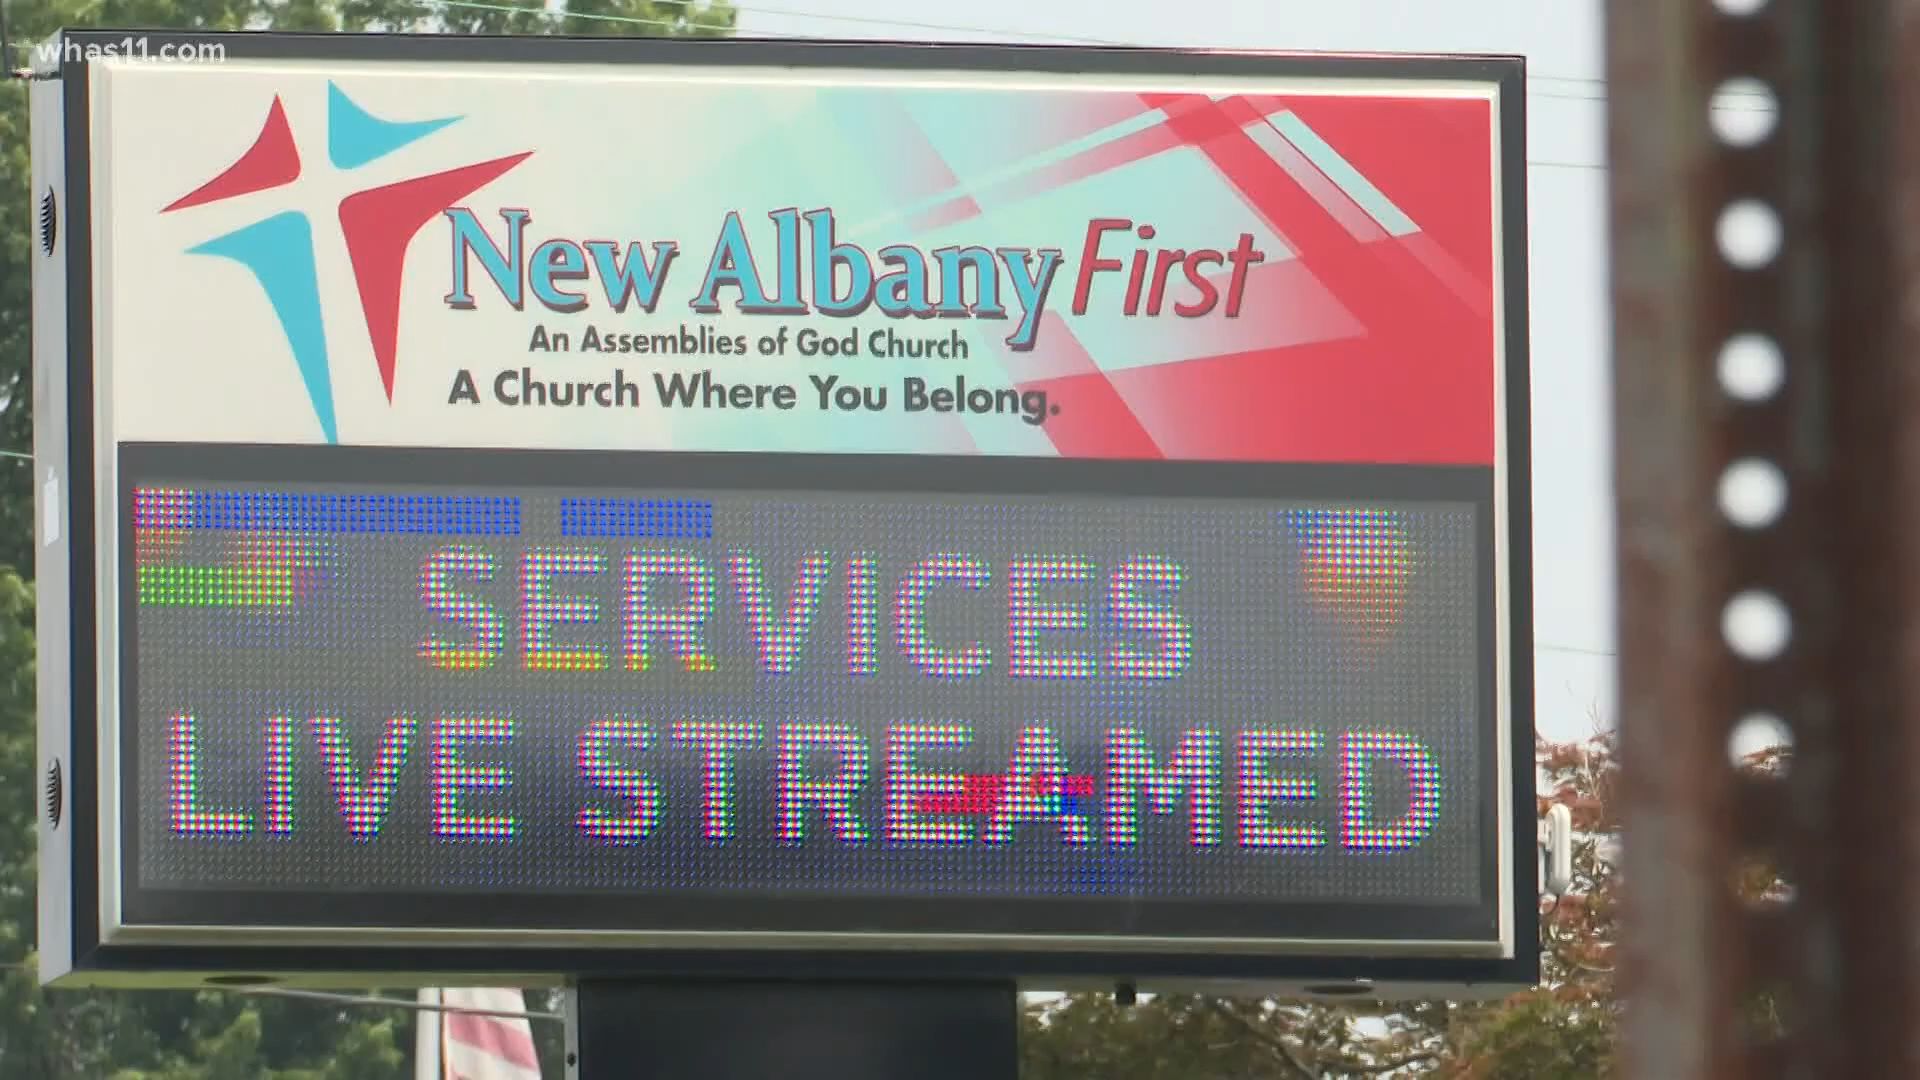 whas11.com
New Albany First
An Assemblies of God Church
A Church Where You Belong.
SERVICES
LIVE STREAMED